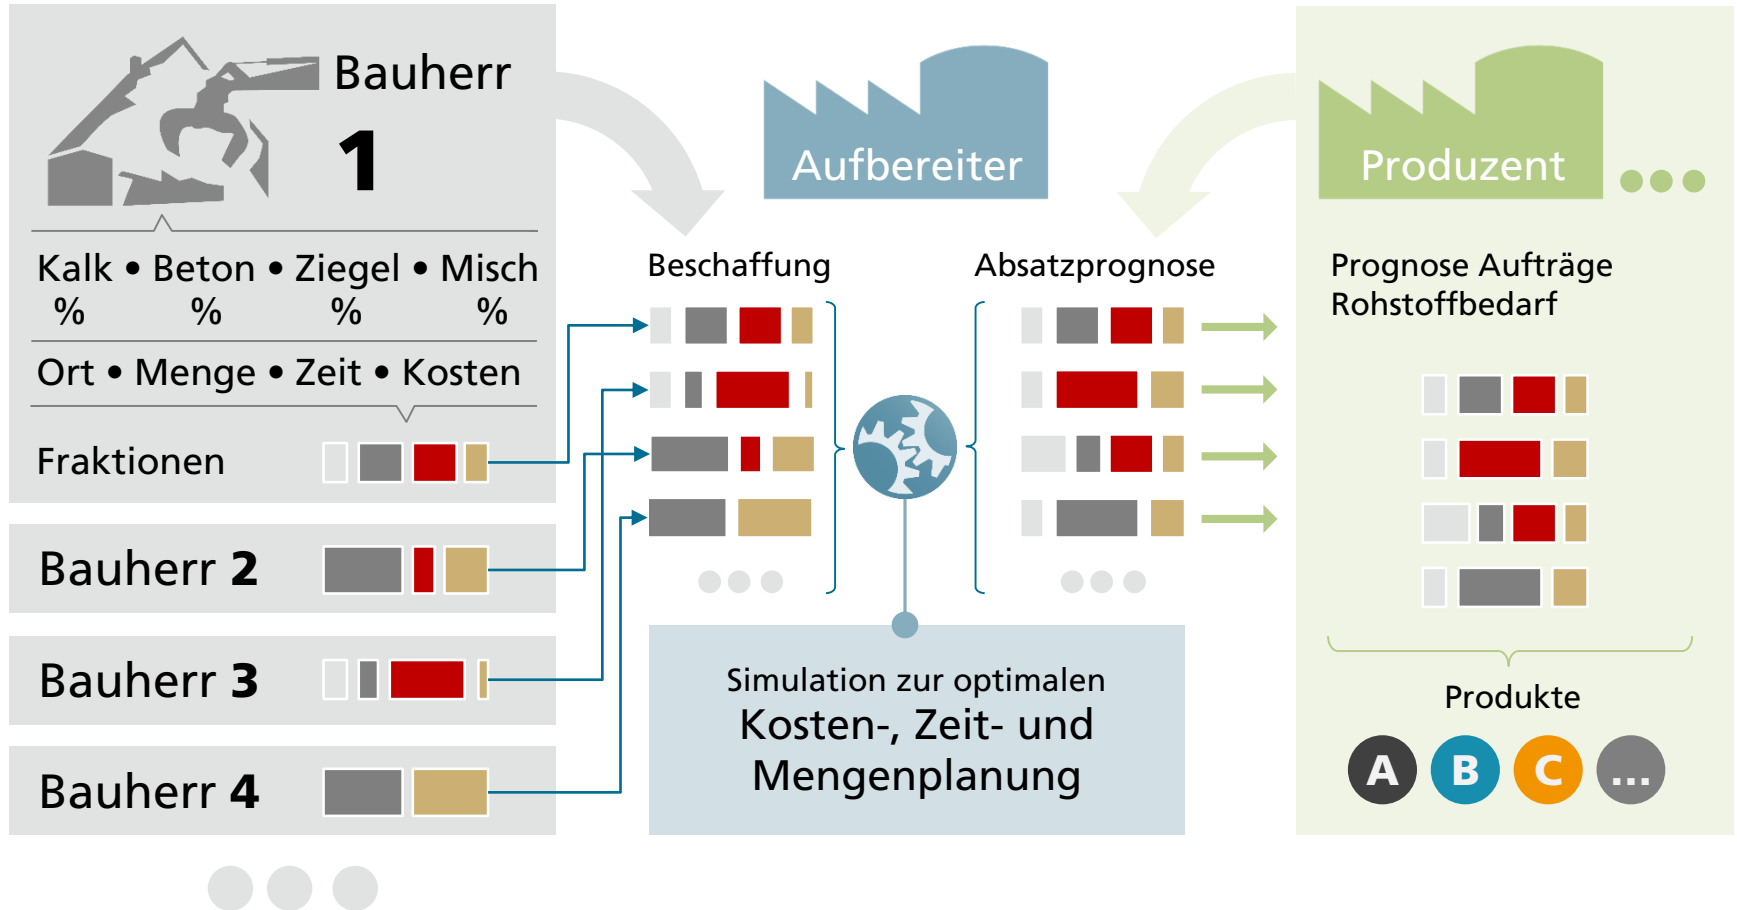 Bauherr
1
Kalk • Beton • Ziegel • Misch
% % % %
Ort • Menge • Zeit • Kosten
Fraktionen
Bauherr 2
Bauherr 3
Bauherr 4
Aufbereiter
Beschaffung
Absatzprognose
Simulation zur optimalen
Kosten-, Zeit- und
Mengenplanung
Produzent
Prognose Aufträge
Rohstoffbedarf
Produkte
A B C ...